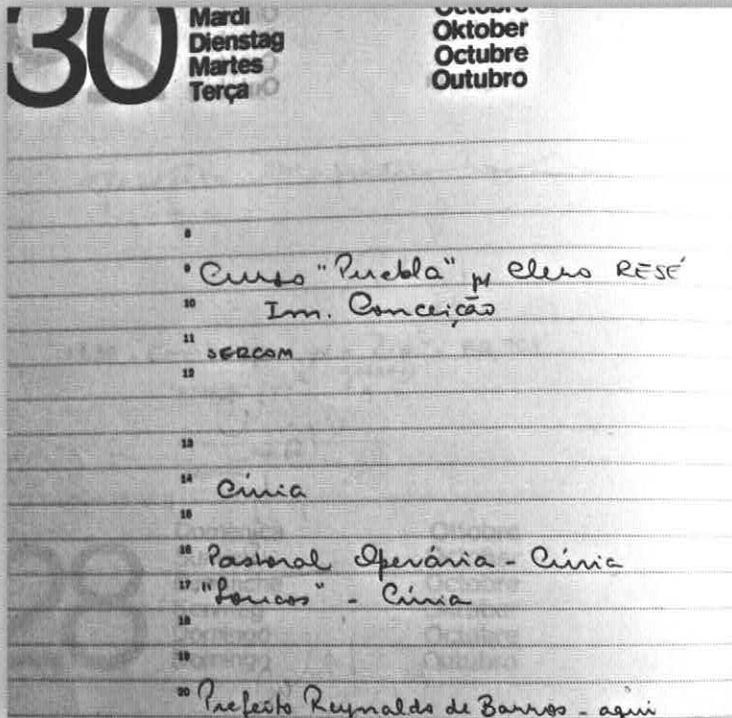 30
Mardi Octobre
Dienstag Oktober
Martes Octubre
Terça Outubro
8
9 Curso "Puebla" p/ Clero RESÉ
10 Im. Conceição
11 SERCOM
12
13
14 Cúria
15
16 Pastoral Operária - Cúria
17 "Loucos" - Cúria
18
19
20 Prefeito Reynaldo de Barros - aqui